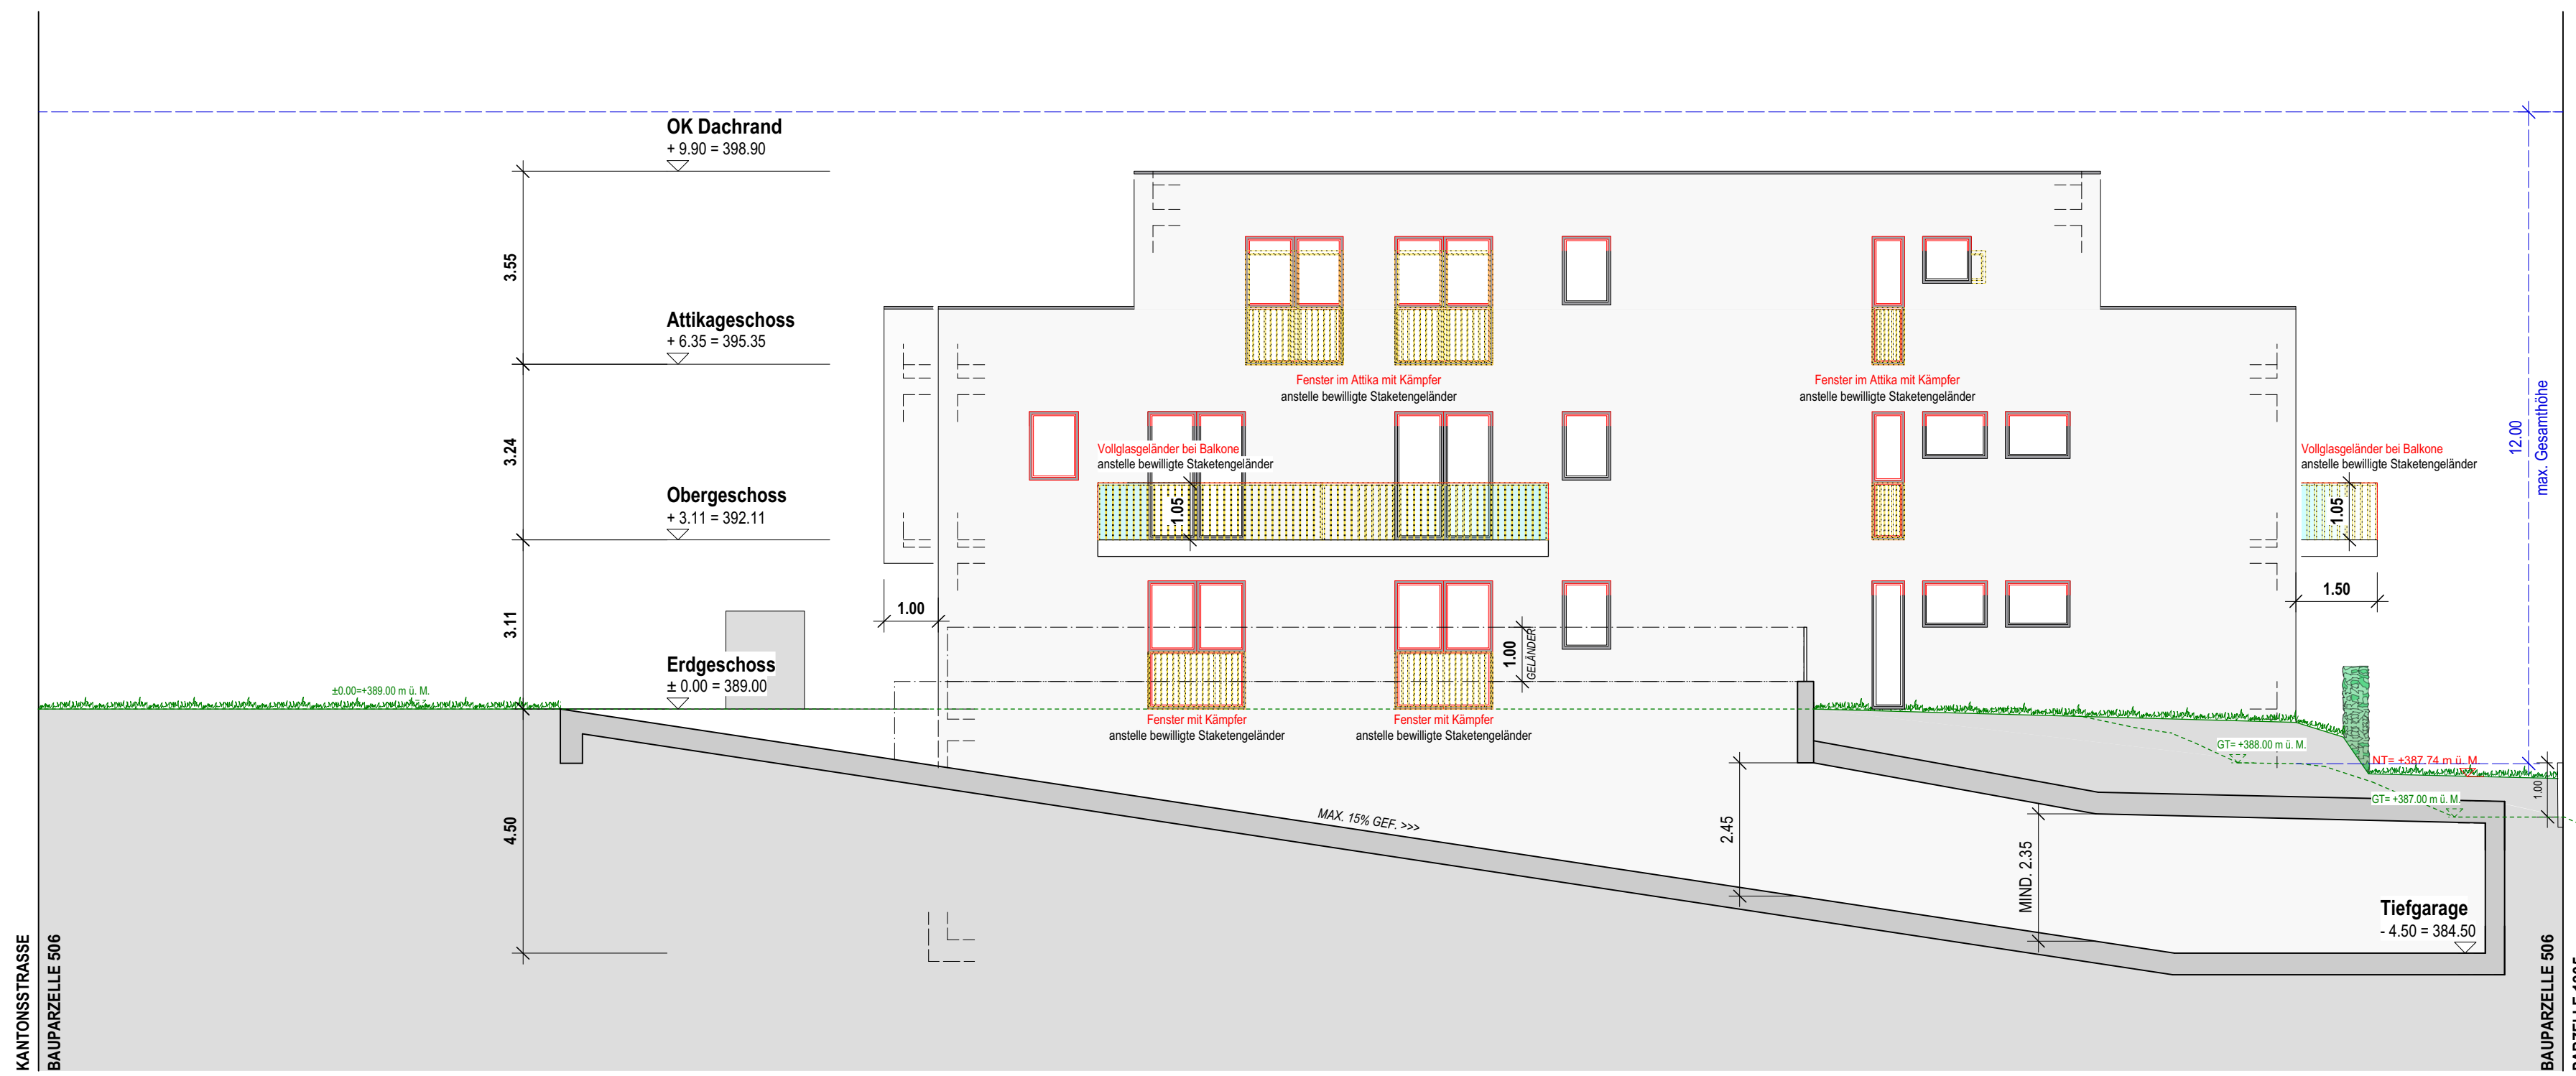 OK Dachrand
+ 9.90 = 398.90
3.55
Attikageschoss
+ 6.35 = 395.35
Fenster im Attika mit Kämpfer
anstelle bewilligte Staketengeländer
Fenster im Attika mit Kämpfer
anstelle bewilligte Staketengeländer
12.00
max. Gesamthöhe
3.24
Vollglasgeländer bei Balkone
anstelle bewilligte Staketengeländer
Vollglasgeländer bei Balkone
anstelle bewilligte Staketengeländer
Obergeschoss
+ 3.11 = 392.11
1.05
1.05
1.50
1.00
3.11
1.00
GELÄNDER
Erdgeschoss
± 0.00 = 389.00
±0.00=+389.00 m ü. M.
Fenster mit Kämpfer
anstelle bewilligte Staketengeländer
Fenster mit Kämpfer
anstelle bewilligte Staketengeländer
GT= +388.00 m ü. M.
NT= +387.74 m ü. M.
GT= +387.00 m ü. M.
1.00
4.50
MAX. 15% GEF. >>>
2.45
MIND. 2.35
Tiefgarage
- 4.50 = 384.50
KANTONSSTRASSE
BAUPARZELLE 506
BAUPARZELLE 506